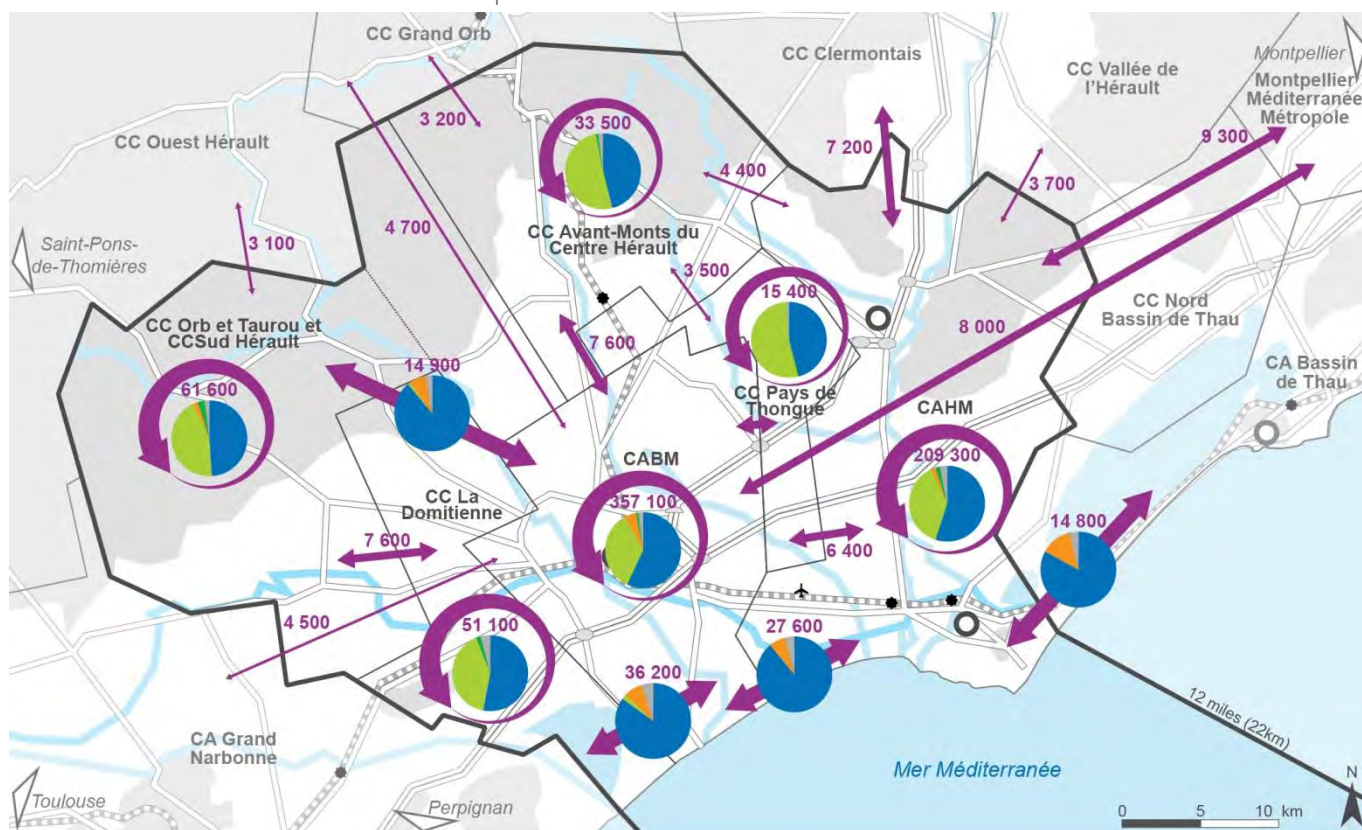 CC Grand Orb
CC Clermontais
Montpellier
CC Vallée de
l'Hérault
Montpellier
Méditerranée
Métropole
3 200
33 500
9 300
CC Ouest Hérault
7 200
4 400
3 700
4 700
3 100
Saint-Pons-
de-Thomières
CC Avant-Monts du
Centre Hérault
3 500
15 400
CC Nord
Bassin de Thau
CC Orb et Taurou et
CCSud Hérault
8 000
7 600
14 900
CA Bassin
de Thau
61 600
CC Pays de
Thongue
CAHM
CABM
209 300
CC La
Domitienne
357 100
14 800
7 600
6 400
4 500
51 100
27 600
36 200
12 miles (22km)
CA Grand
Narbonne
Mer Méditerranée
N
Toulouse
Perpignan
0 5 10 km